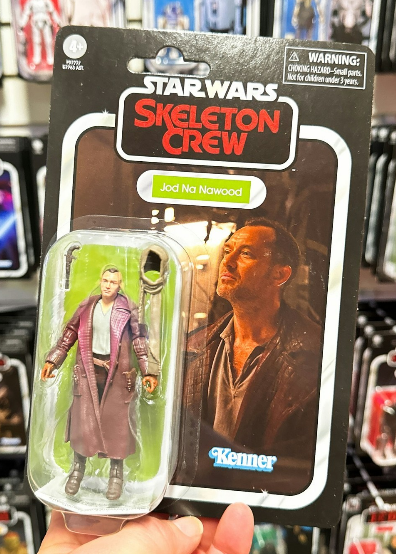 4+
WARNING:
CHOKING HAZARD–Small parts.
Not for children under 3 years.
STAR WARS
SKELETON
CREW
Jod Na Nawood
Kenner